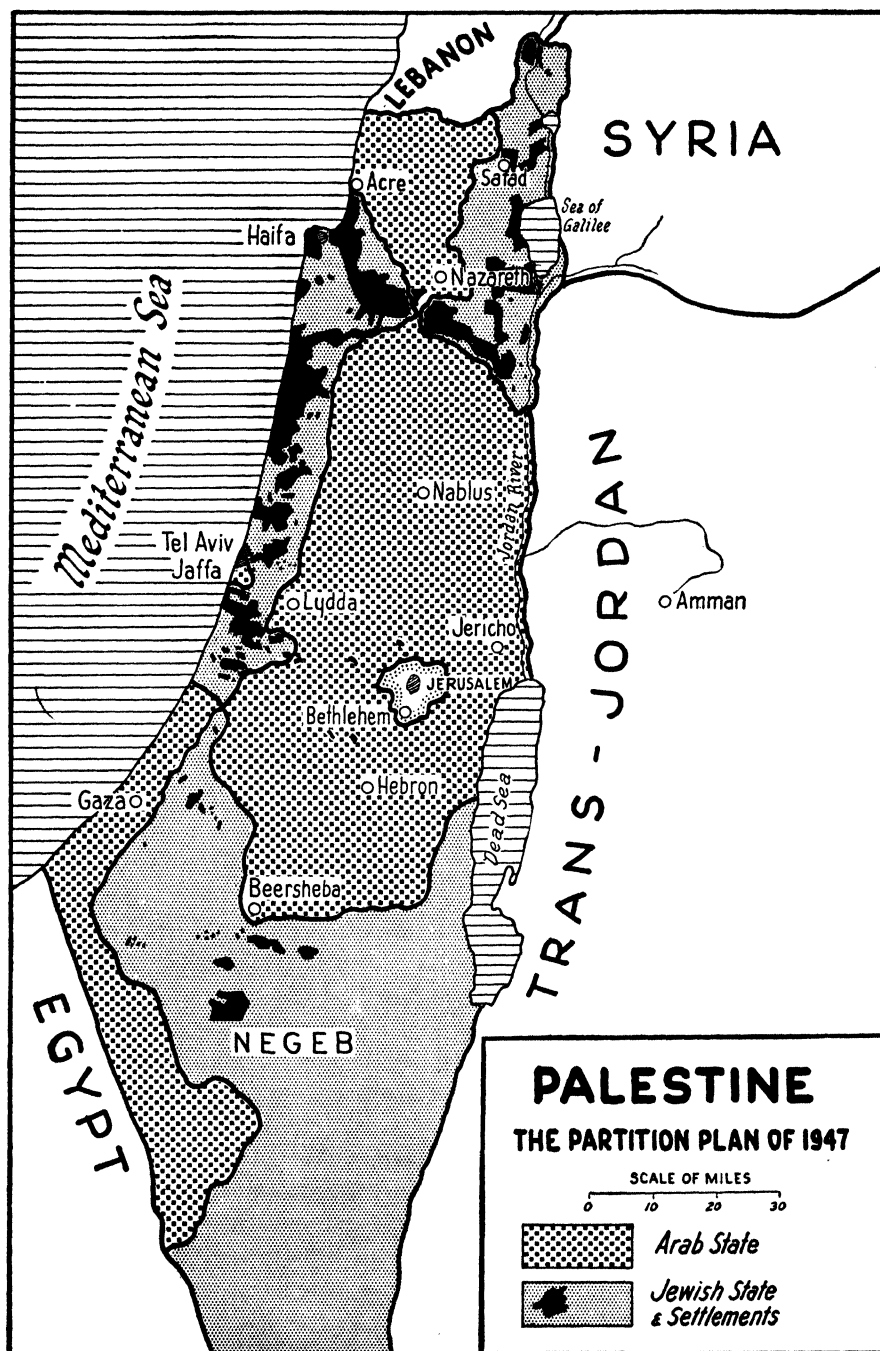 LEBANON
SYRIA
Acre
Safad
Sea of
Galilee
Haifa
Nazareth
Mediterranean Sea
Nablus
Jordan River
Tel Aviv
Jaffa
Lydda
Amman
Jericho
JERUSALEM
Bethlehem
TRANS-JORDAN
Gaza
Hebron
Dead Sea
Beersheba
EGYPT
NEGEB
PALESTINE
THE PARTITION PLAN OF 1947
SCALE OF MILES
0 10 20 30
Arab State
Jewish State
& Settlements